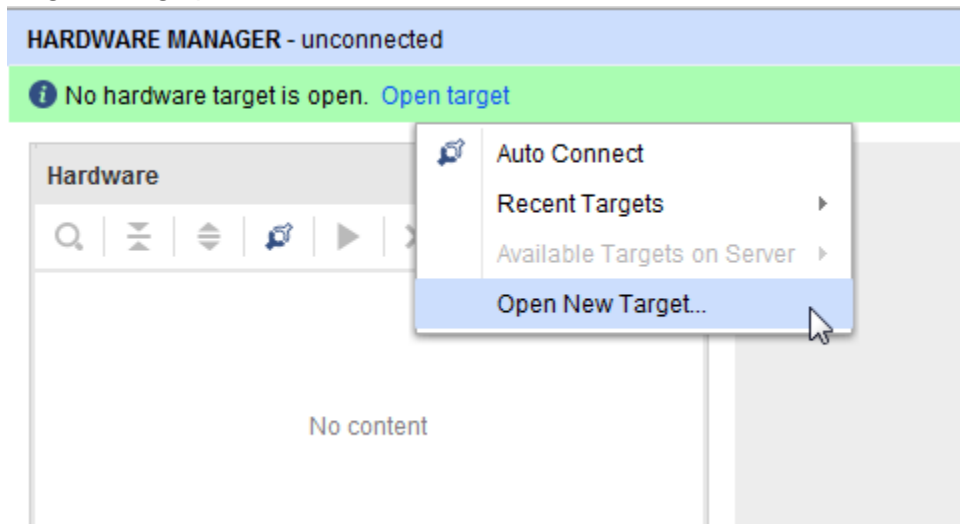 HARDWARE MANAGER - unconnected
No hardware target is open. Open target
Auto Connect
Hardware
Recent Targets
Available Targets on Server
Open New Target...
No content